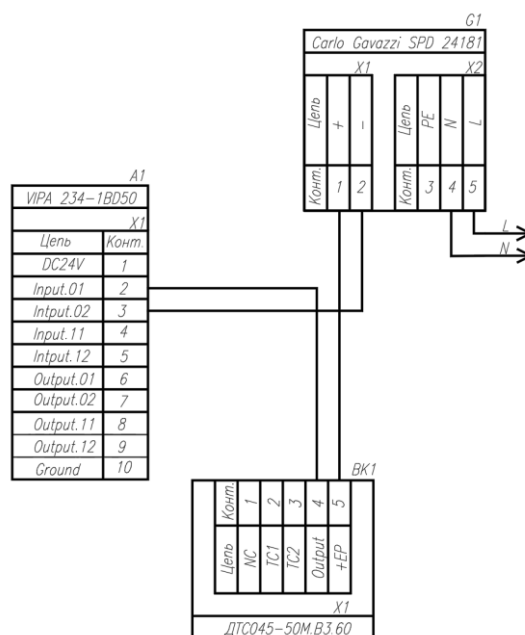 G1
Carlo Gavazzi SPD 24181
X1 X2
Цепь + - Цепь PE N L
Конт. 1 2 Конт. 3 4 5
L
N
A1
VIPA 234-1BD50
X1
Цепь Конт.
DC24V 1
Input.01 2
Intput.02 3
Input.11 4
Intput.12 5
Output.01 6
Output.02 7
Output.11 8
Output.12 9
Ground 10
BK1
Конт. 1 2 3 4 5
Цепь NC TC1 TC2 Output +EP
X1
ДТС045-50М.В3.60